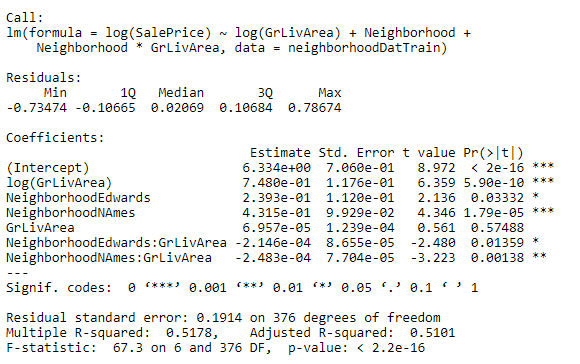 Call:
lm(formula = log(SalePrice) ~ log(GrLivArea) + Neighborhood +
    Neighborhood * GrLivArea, data = neighborhoodDatTrain)
Residuals:
     Min       1Q   Median       3Q      Max
-0.73474 -0.10665  0.02069  0.10684  0.78674
Coefficients:
                                Estimate Std. Error t value Pr(>|t|)
(Intercept)                    6.334e+00  7.060e-01   8.972  < 2e-16 ***
log(GrLivArea)                 7.480e-01  1.176e-01   6.359 5.90e-10 ***
NeighborhoodEdwards            2.393e-01  1.120e-01   2.136  0.03332 *
NeighborhoodNAmes              4.315e-01  9.929e-02   4.346 1.79e-05 ***
GrLivArea                      6.957e-05  1.239e-04   0.561  0.57488
NeighborhoodEdwards:GrLivArea -2.146e-04  8.655e-05  -2.480  0.01359 *
NeighborhoodNAmes:GrLivArea   -2.483e-04  7.704e-05  -3.223  0.00138 **
---
Signif. codes:  0 ‘***’ 0.001 ‘**’ 0.01 ‘*’ 0.05 ‘.’ 0.1 ‘ ’ 1
Residual standard error: 0.1914 on 376 degrees of freedom
Multiple R-squared:  0.5178,    Adjusted R-squared:  0.5101
F-statistic:  67.3 on 6 and 376 DF,  p-value: < 2.2e-16